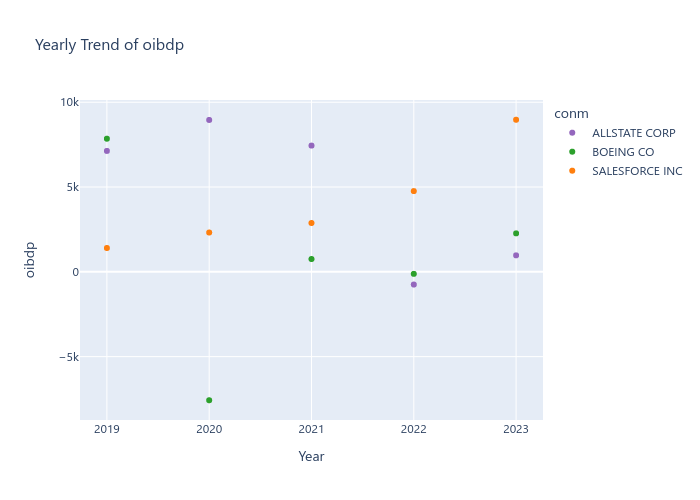 Yearly Trend of oibdp
10k
5k
0
−5k
oibdp
2019
2020
2021
2022
2023
Year
conm
ALLSTATE CORP
BOEING CO
SALESFORCE INC